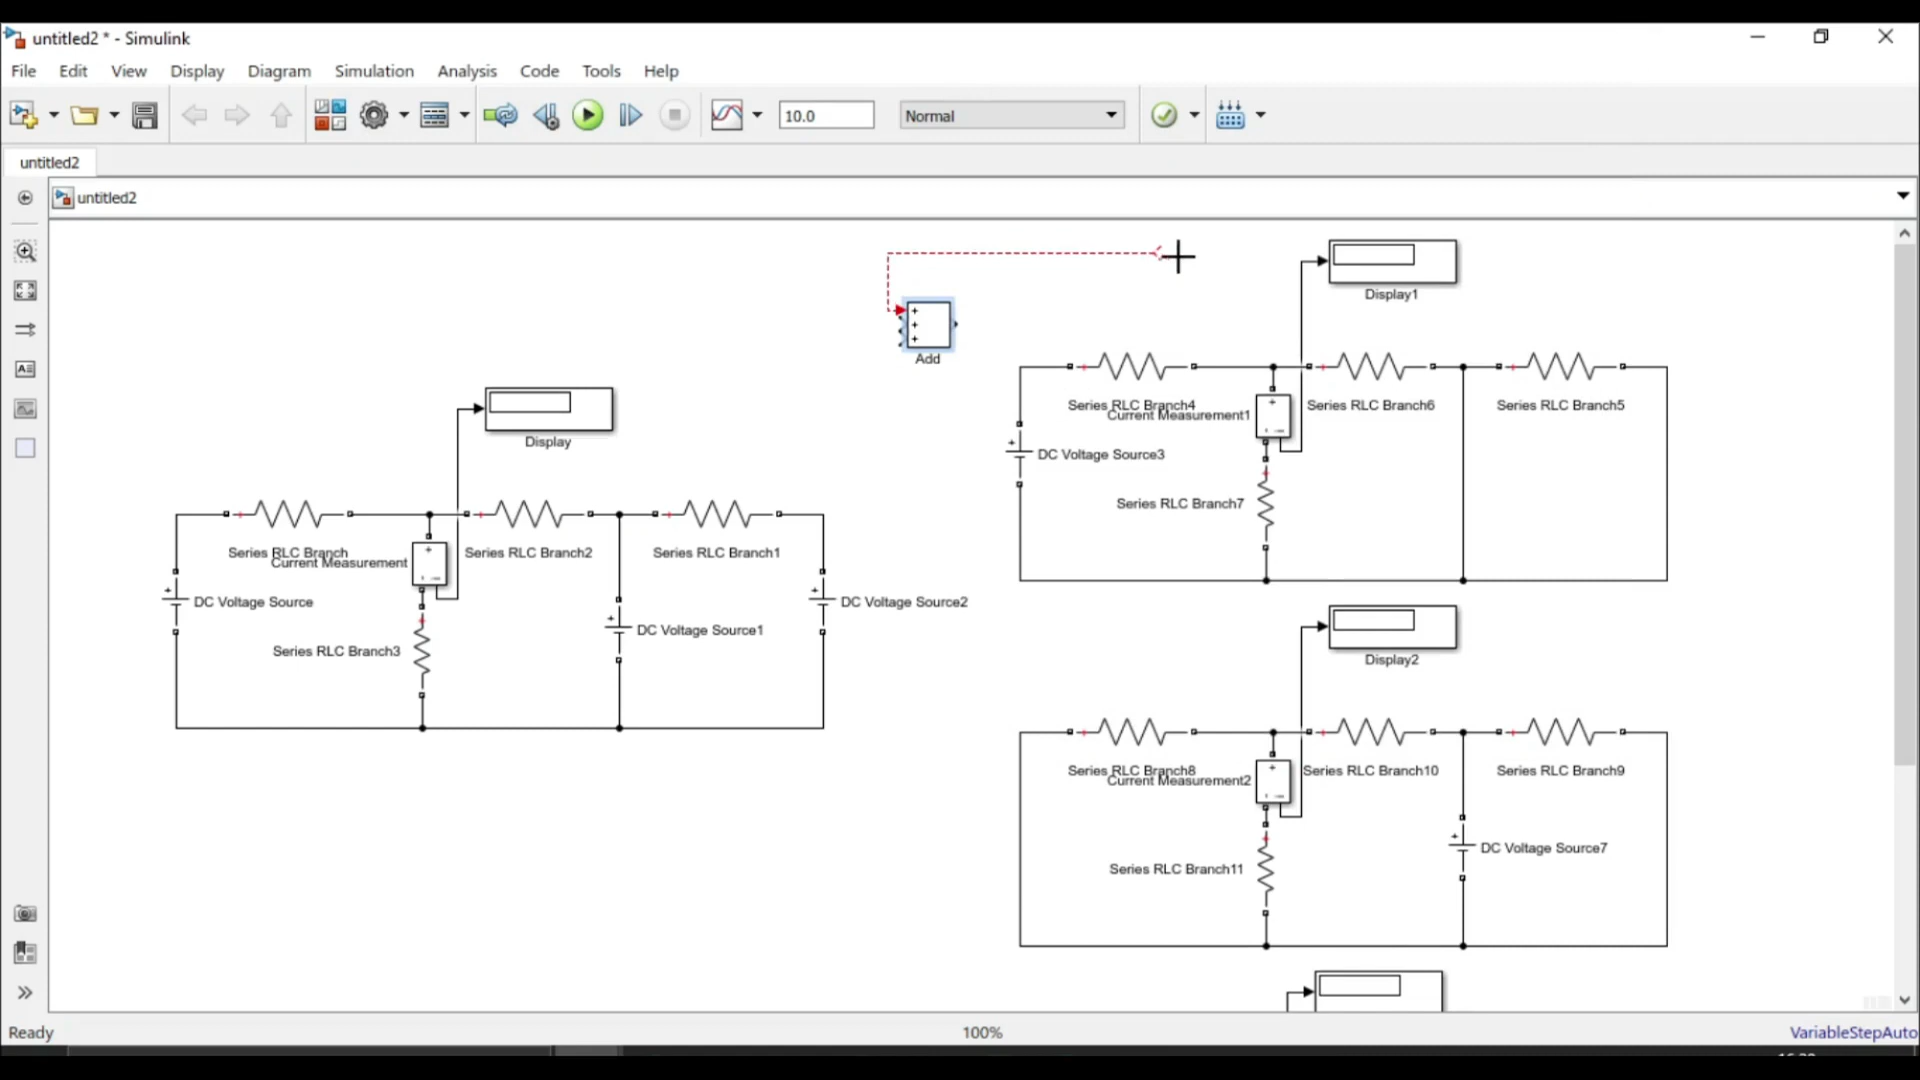 untitled2 * - Simulink
File Edit View Display Diagram Simulation Analysis Code Tools Help
10.0
Normal
untitled2
untitled2
Display1
Add
Series RLC Branch4
Current Measurement1
Series RLC Branch6
Series RLC Branch5
DC Voltage Source3
Series RLC Branch7
Display
Series RLC Branch
Current Measurement
Series RLC Branch2
Series RLC Branch1
DC Voltage Source
DC Voltage Source1
DC Voltage Source2
Series RLC Branch3
Display2
Series RLC Branch8
Current Measurement2
Series RLC Branch10
Series RLC Branch9
DC Voltage Source7
Series RLC Branch11
Ready
100%
VariableStepAuto